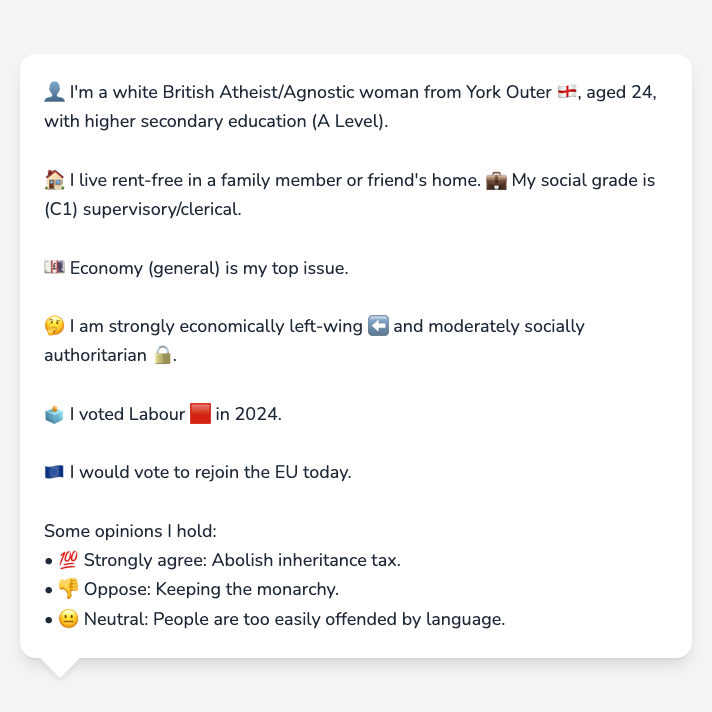 👤 I'm a white British Atheist/Agnostic woman from York Outer 🏴󠁧󠁢󠁥󠁮󠁧󠁿, aged 24,
with higher secondary education (A Level).
🏠 I live rent-free in a family member or friend's home. 💼 My social grade is
(C1) supervisory/clerical.
💷 Economy (general) is my top issue.
🤔 I am strongly economically left-wing ⬅️ and moderately socially
authoritarian 🔒.
🗳️ I voted Labour 🟥 in 2024.
🇪🇺 I would vote to rejoin the EU today.
Some opinions I hold:
• 💯 Strongly agree: Abolish inheritance tax.
• 👎 Oppose: Keeping the monarchy.
• 😐 Neutral: People are too easily offended by language.